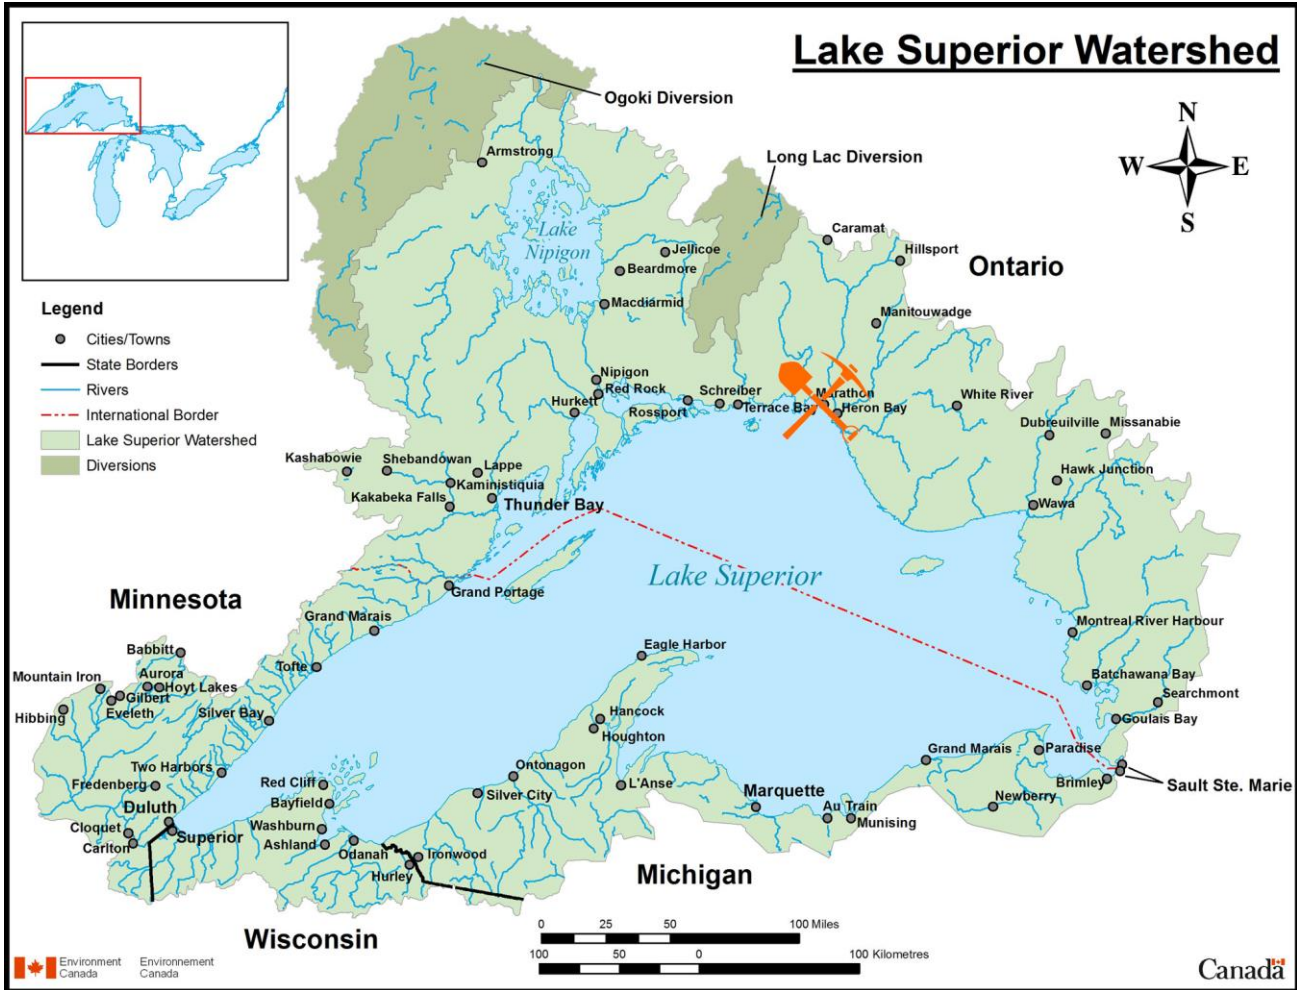 Lake Superior Watershed
Ogoki Diversion
Long Lac Diversion
N
W
E
S
Armstrong
Lake
Nipigon
Caramat
Hillsport
Jellicoe
Beardmore
Ontario
Macdiarmid
Manitouwadge
Legend
Cities/Towns
State Borders
Rivers
International Border
Lake Superior Watershed
Diversions
Nipigon
Red Rock
Hurkett
Rossport
Schreiber
Terrace Bay
Marathon
Heron Bay
White River
Dubreuilville
Missanabie
Hawk Junction
Wawa
Kashabowie
Shebandowan
Lappe
Kaministiquia
Kakabeka Falls
Thunder Bay
Lake Superior
Grand Portage
Minnesota
Grand Marais
Montreal River Harbour
Eagle Harbor
Babbitt
Tofte
Mountain Iron
Aurora
Hoyt Lakes
Gilbert
Eveleth
Hibbing
Silver Bay
Batchawana Bay
Searchmont
Goulais Bay
Hancock
Houghton
Two Harbors
Fredenberg
Red Cliff
Bayfield
Ontonagon
Silver City
L'Anse
Grand Marais
Paradise
Brimley
Sault Ste. Marie
Marquette
Newberry
Au Train
Munising
Duluth
Superior
Cloquet
Carlton
Washburn
Ashland
Odanah
Ironwood
Hurley
Michigan
Wisconsin
0 25 50 100 Miles
100 50 0 100 Kilometres
Environment Environnement
Canada Canada
Canada